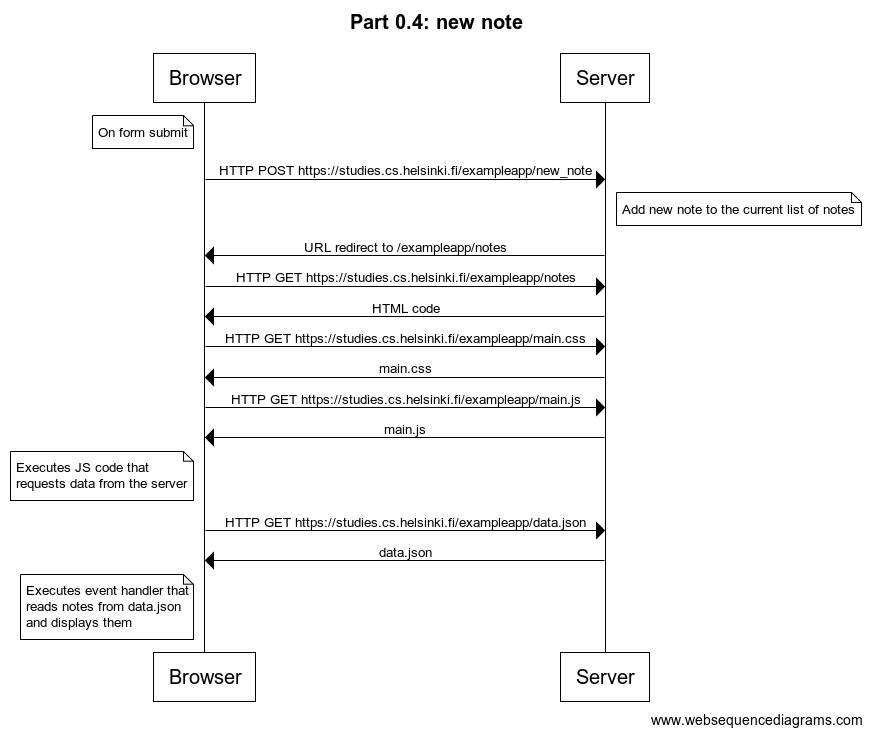 Part 0.4: new note
Browser
Server
On form submit
HTTP POST https://studies.cs.helsinki.fi/exampleapp/new_note
Add new note to the current list of notes
URL redirect to /exampleapp/notes
HTTP GET https://studies.cs.helsinki.fi/exampleapp/notes
HTML code
HTTP GET https://studies.cs.helsinki.fi/exampleapp/main.css
main.css
HTTP GET https://studies.cs.helsinki.fi/exampleapp/main.js
main.js
Executes JS code that
requests data from the server
HTTP GET https://studies.cs.helsinki.fi/exampleapp/data.json
data.json
Executes event handler that
reads notes from data.json
and displays them
Browser
Server
www.websequencediagrams.com